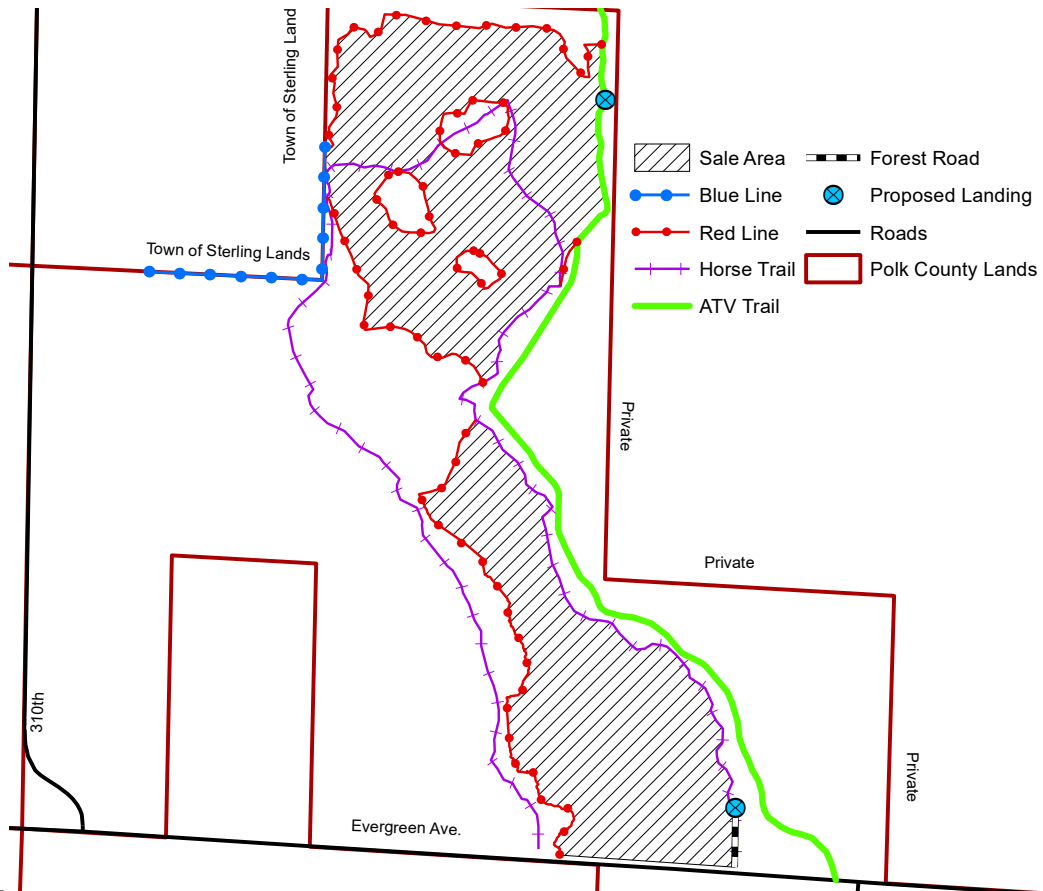 Town of Sterling Land
Town of Sterling Lands
Sale Area
Forest Road
Blue Line
Proposed Landing
Red Line
Roads
Horse Trail
Polk County Lands
ATV Trail
Private
Private
Private
310th
Evergreen Ave.